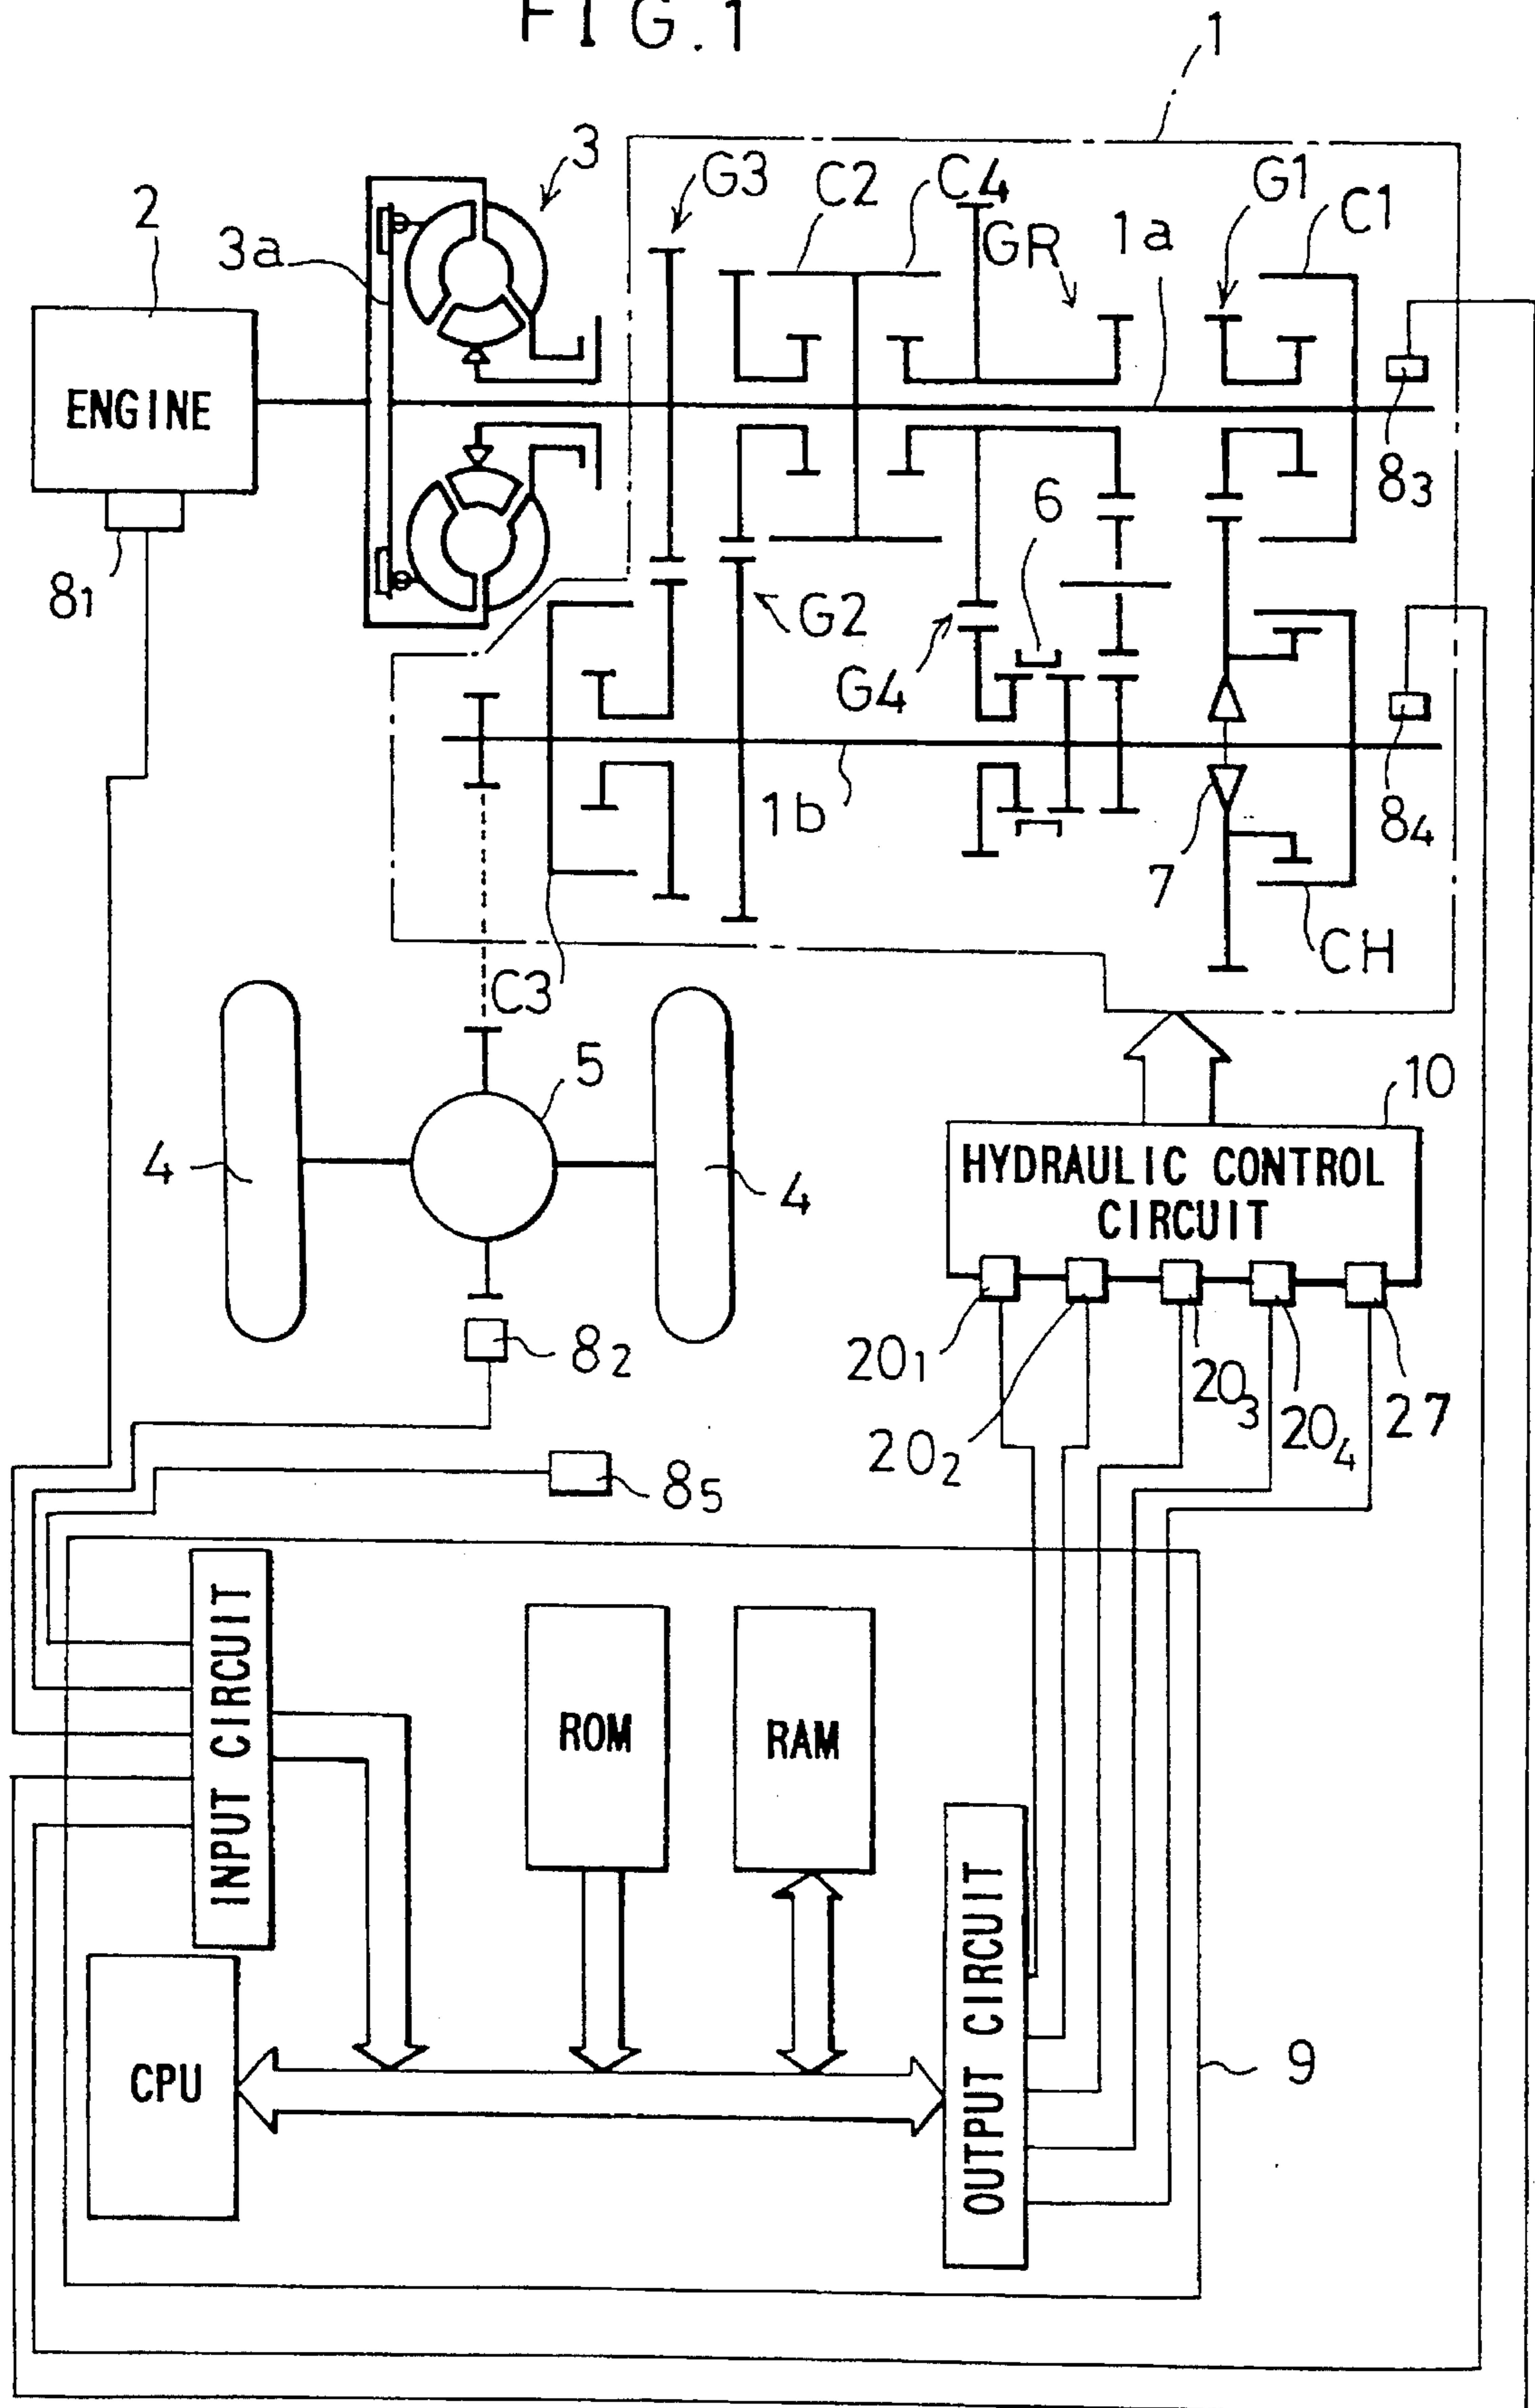 FIG.1
1
3
G3
C2
C4
GR
1a
G1
C1
2
3a
ENGINE
8₁
8₃
6
G2
G4
1b
7
8₄
CH
C3
5
4
4
10
HYDRAULIC CONTROL
CIRCUIT
8₂
20₁
20₂
20₃
20₄
27
8₅
INPUT CIRCUIT
ROM
RAM
OUTPUT CIRCUIT
CPU
9